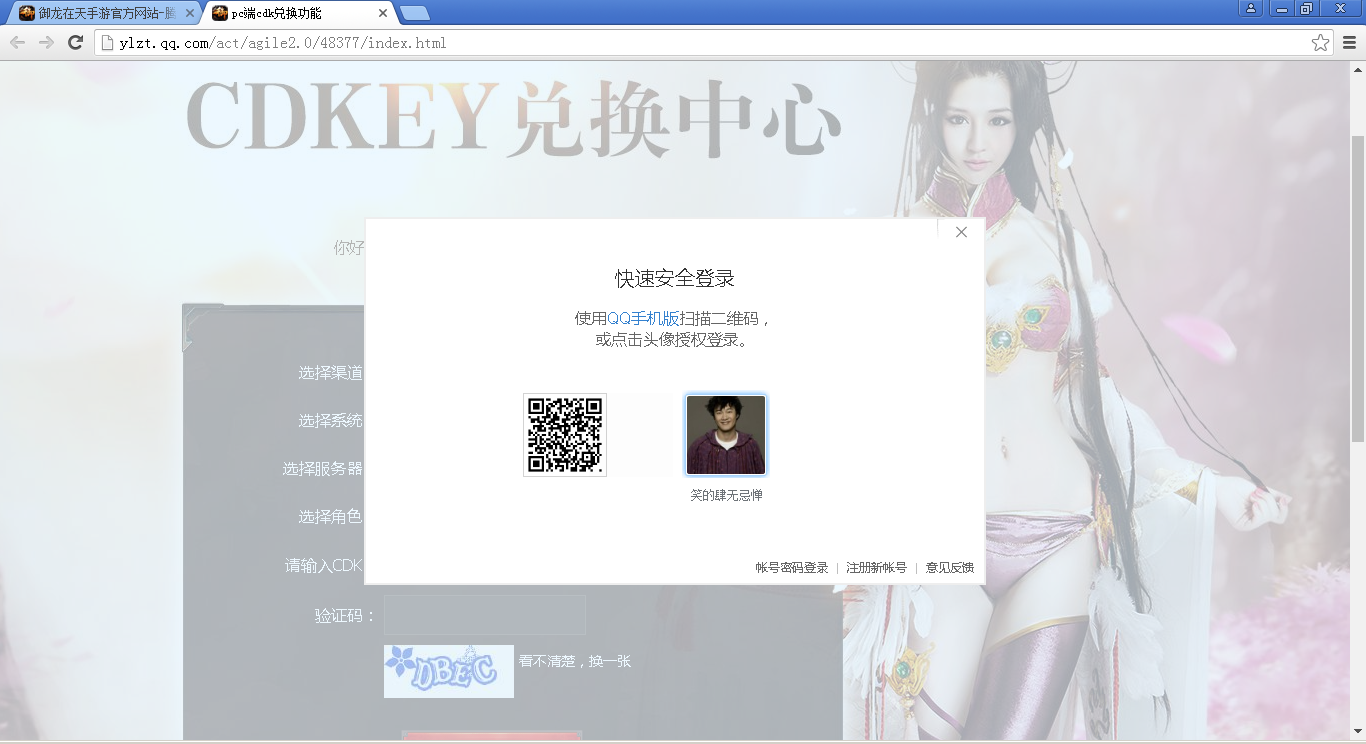 御龙在天手游官方网站-腾
pc端cdk兑换功能
ylzt.qq.com/act/agile2.0/48377/index.html
CDKEY兑换中心
你好
快速安全登录
使用QQ手机版扫描二维码，
或点击头像授权登录。
选择渠道
选择系统
选择服务器
选择角色
笑的肆无忌惮
请输入CDK
帐号密码登录 | 注册新帐号 | 意见反馈
验证码：
DBEC
看不清楚，换一张